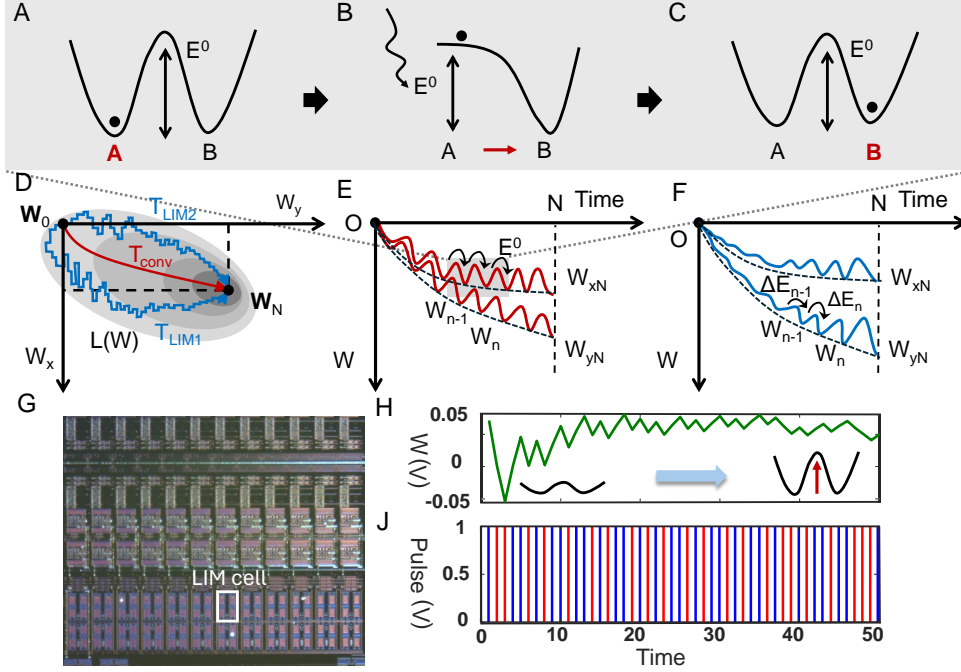 A
B
C
E⁰
E⁰
E⁰
A
B
A
B
A
B
D
E
F
W₀
T_LIM2
W_y
T_conv
W_N
L(W)
T_LIM1
W_x
N
Time
O
E⁰
W_xN
W_n-1
W_n
W_yN
W
N
Time
O
W_xN
ΔE_n-1
ΔE_n
W_n-1
W_n
W_yN
W
G
LIM cell
H
W (V)
0.05
0
-0.05
J
Pulse (V)
1
0.5
0
0 10 20 30 40 50
Time